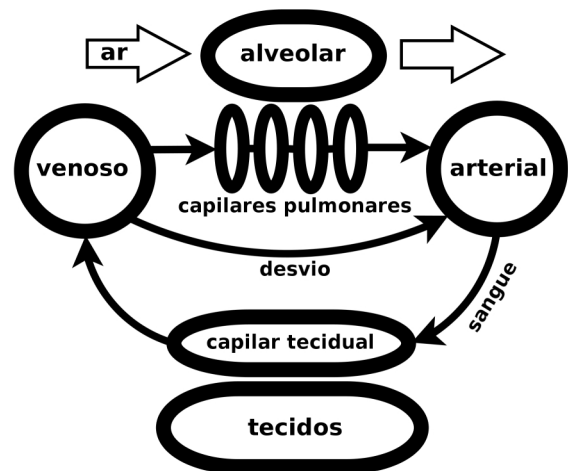 ar
alveolar
venoso
arterial
capilares pulmonares
desvio
sangue
capilar tecidual
tecidos